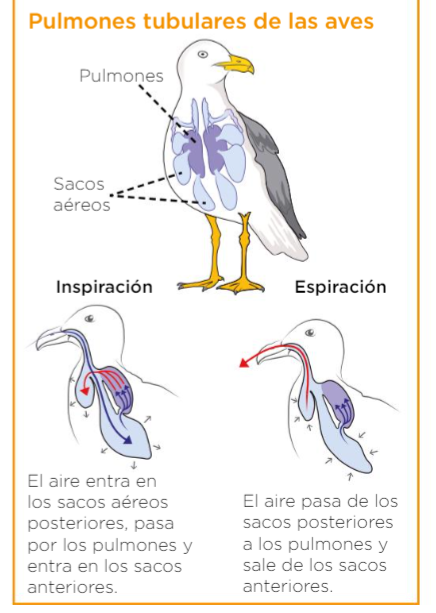 Pulmones tubulares de las aves
Pulmones
Sacos
aéreos
Inspiración
Espiración
El aire entra en
los sacos aéreos
posteriores, pasa
por los pulmones y
entra en los sacos
anteriores.
El aire pasa de los
sacos posteriores
a los pulmones y
sale de los sacos
anteriores.